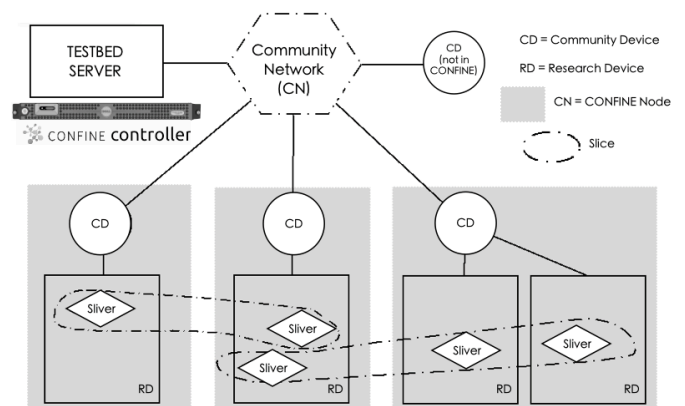 TESTBED
SERVER
Community
Network
(CN)
CD
(not in
CONFINE)
CD = Community Device
RD = Research Device
CN = CONFINE Node
Slice
CONFINE controller
CD
CD
CD
Sliver
Sliver
Sliver
Sliver
Sliver
RD
RD
RD
RD